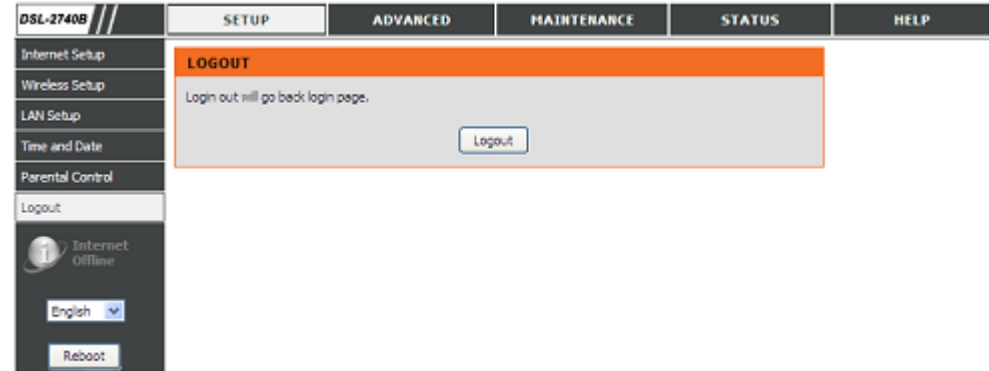 DSL-2740B
SETUP
ADVANCED
MAINTENANCE
STATUS
HELP
Internet Setup
Wireless Setup
LAN Setup
Time and Date
Parental Control
Logout
Internet
Offline
English
Reboot
LOGOUT
Login out will go back login page.
Logout